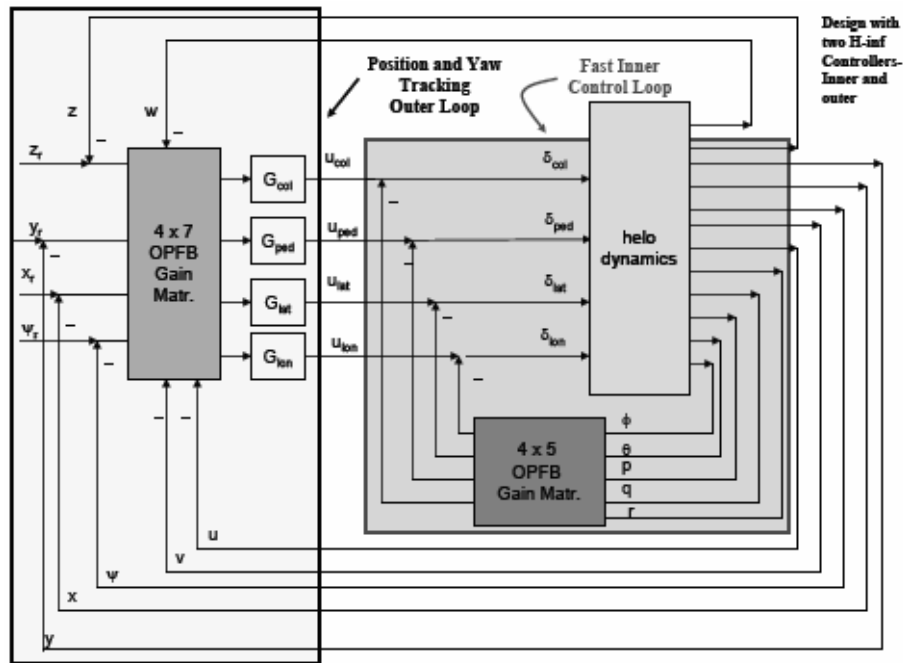 Design with
two H-inf
Controllers-
Inner and
outer
Position and Yaw
Tracking
Outer Loop
Fast Inner
Control Loop
z
w
z_r
y_r
x_r
ψ_r
4 x 7
OPFB
Gain
Matr.
G_col
G_ped
G_lat
G_lon
u_col
u_ped
u_lat
u_lon
δ_col
δ_ped
δ_lat
δ_lon
helo
dynamics
4 x 5
OPFB
Gain Matr.
ϕ
θ
p
q
r
u
v
ψ
x
y